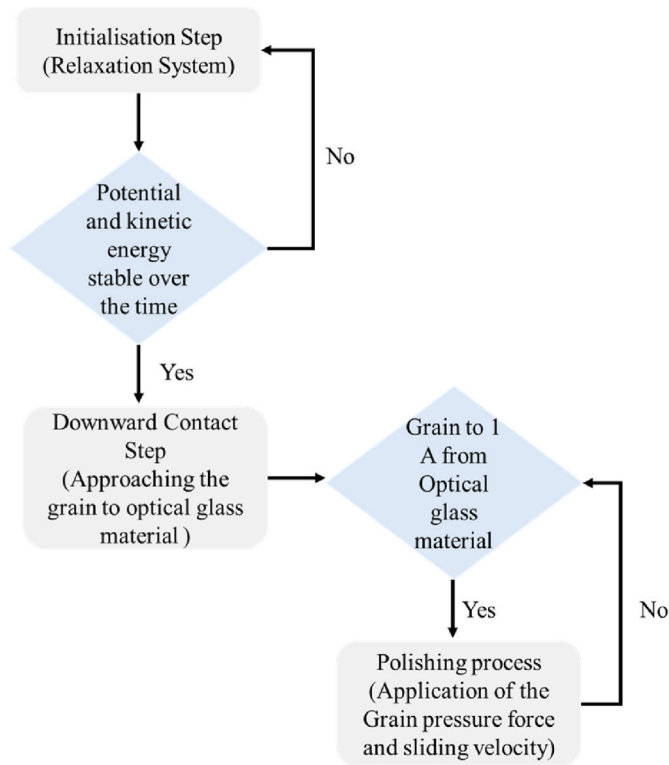 Initialisation Step
(Relaxation System)
No
Potential
and kinetic
energy
stable over
the time
Yes
Downward Contact
Step
(Approaching the
grain to optical glass
material )
Grain to 1
A from
Optical
glass
material
Yes
No
Polishing process
(Application of the
Grain pressure force
and sliding velocity)